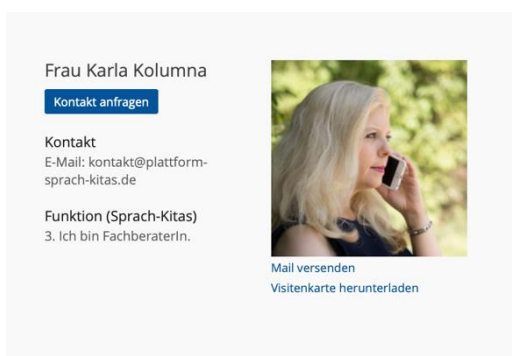 Frau Karla Kolumna
Kontakt anfragen
Kontakt
E-Mail: kontakt@plattform-
sprach-kitas.de
Funktion (Sprach-Kitas)
3. Ich bin FachberaterIn.
Mail versenden
Visitenkarte herunterladen